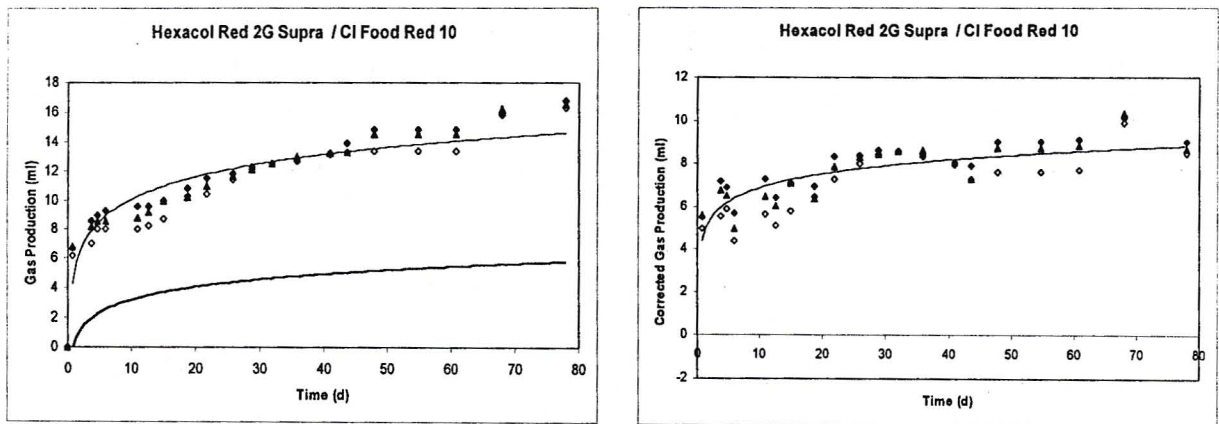 Hexacol Red 2G Supra / CI Food Red 10
Gas Production (ml)
18
16
14
12
10
8
6
4
2
0
0 10 20 30 40 50 60 70 80
Time (d)
Hexacol Red 2G Supra / CI Food Red 10
Corrected Gas Production (ml)
12
10
8
6
4
2
0
-2
0 10 20 30 40 50 60 70 80
Time (d)